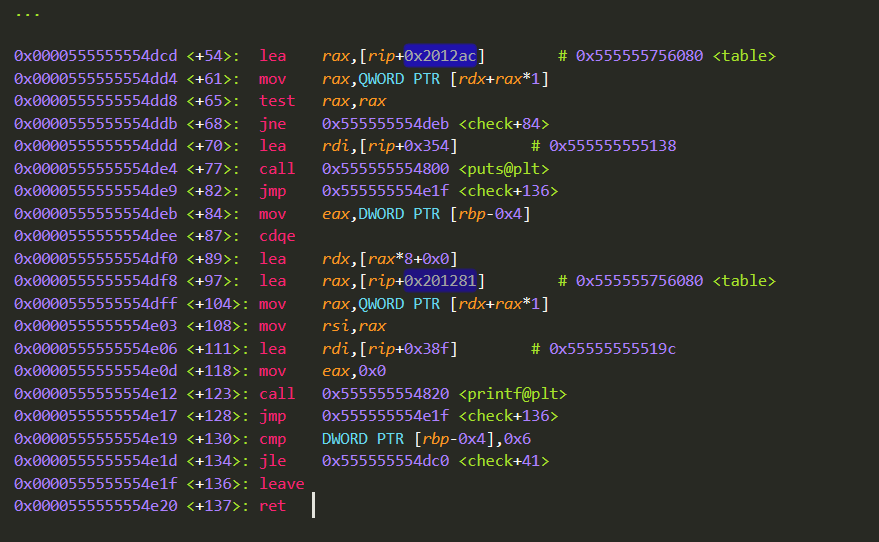 ...
0x0000555555554dcd <+54>: lea rax,[rip+0x2012ac] # 0x555555756080 <table>
0x0000555555554dd4 <+61>: mov rax,QWORD PTR [rdx+rax*1]
0x0000555555554dd8 <+65>: test rax,rax
0x0000555555554ddb <+68>: jne 0x555555554deb <check+84>
0x0000555555554ddd <+70>: lea rdi,[rip+0x354] # 0x555555555138
0x0000555555554de4 <+77>: call 0x555555554800 <puts@plt>
0x0000555555554de9 <+82>: jmp 0x555555554e1f <check+136>
0x0000555555554deb <+84>: mov eax,DWORD PTR [rbp-0x4]
0x0000555555554dee <+87>: cdqe
0x0000555555554df0 <+89>: lea rdx,[rax*8+0x0]
0x0000555555554df8 <+97>: lea rax,[rip+0x201281] # 0x555555756080 <table>
0x0000555555554dff <+104>: mov rax,QWORD PTR [rdx+rax*1]
0x0000555555554e03 <+108>: mov rsi,rax
0x0000555555554e06 <+111>: lea rdi,[rip+0x38f] # 0x55555555519c
0x0000555555554e0d <+118>: mov eax,0x0
0x0000555555554e12 <+123>: call 0x555555554820 <printf@plt>
0x0000555555554e17 <+128>: jmp 0x555555554e1f <check+136>
0x0000555555554e19 <+130>: cmp DWORD PTR [rbp-0x4],0x6
0x0000555555554e1d <+134>: jle 0x555555554dc0 <check+41>
0x0000555555554e1f <+136>: leave
0x0000555555554e20 <+137>: ret